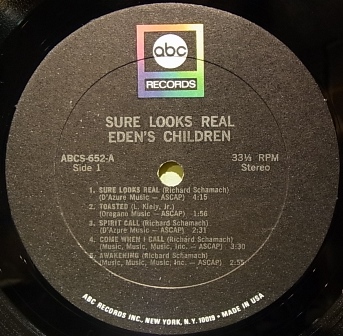 abc
RECORDS
SURE LOOKS REAL
EDEN'S CHILDREN
ABCS-652-A
Side 1
33⅓ RPM
Stereo
1. SURE LOOKS REAL (Richard Schamach)
(D'Azure Music — ASCAP) 4:15
2. TOASTED (L. Kiely, Jr.)
(Oragann Music — ASCAP) 1:56
3. SPIRIT CALL (Richard Schamach)
(D'Azure Music — ASCAP) 2:31
4. COME WHEN I CALL (Richard Schamach)
(Music, Music, Music, Inc. — ASCAP) 3:30
5. AWAKENING (Richard Schamach)
(Music, Music, Music, Inc. — ASCAP) 2:55
ABC RECORDS INC. NEW YORK, N.Y. 10019 • MADE IN USA